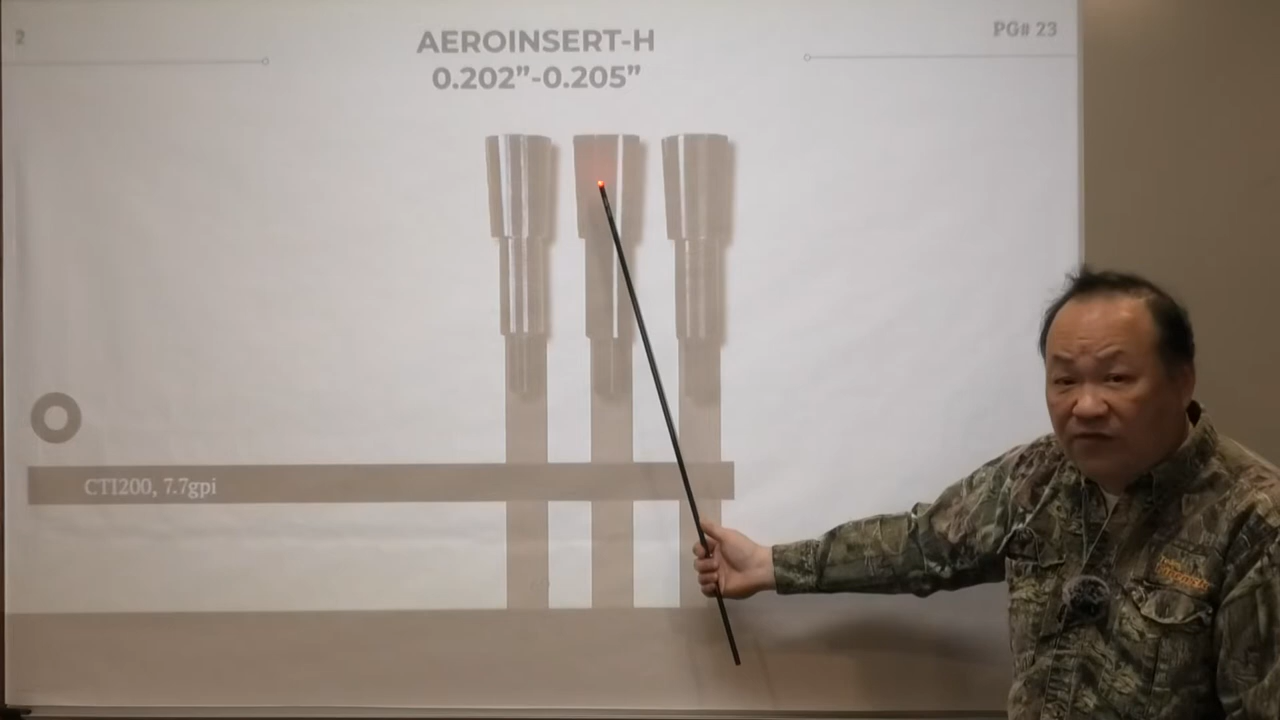 2
AEROINSERT-H
PG# 23
0.202”-0.205”
CTI200, 7.7gpi